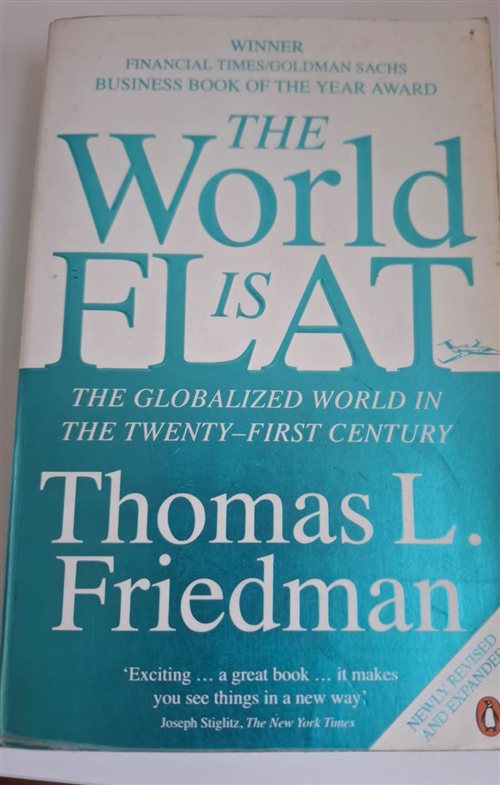 WINNER
FINANCIAL TIMES/GOLDMAN SACHS
BUSINESS BOOK OF THE YEAR AWARD
THE
World
IS
FLAT
THE GLOBALIZED WORLD IN
THE TWENTY–FIRST CENTURY
Thomas L.
Friedman
‘Exciting … a great book … it makes
you see things in a new way’
Joseph Stiglitz, The New York Times
NEWLY REVISED
AND EXPANDED